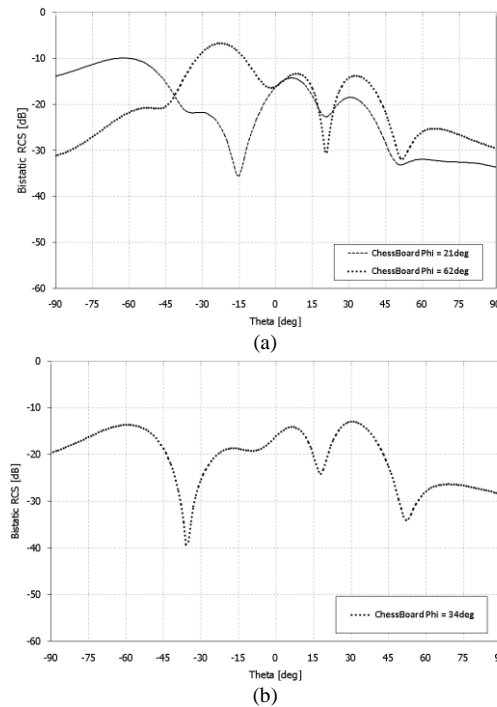 0
-10
-20
-30
-40
-50
-60
Bistatic RCS [dB]
ChessBoard Phi = 21deg
ChessBoard Phi = 62deg
-90 -75 -60 -45 -30 -15 0 15 30 45 60 75 90
Theta [deg]
(a)
0
-10
-20
-30
-40
-50
-60
Bistatic RCS [dB]
ChessBoard Phi = 34deg
-90 -75 -60 -45 -30 -15 0 15 30 45 60 75 90
Theta [deg]
(b)